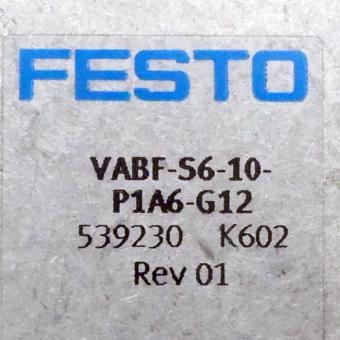 FESTO
VABF-S6-10-
P1A6-G12
539230 K602
Rev 01